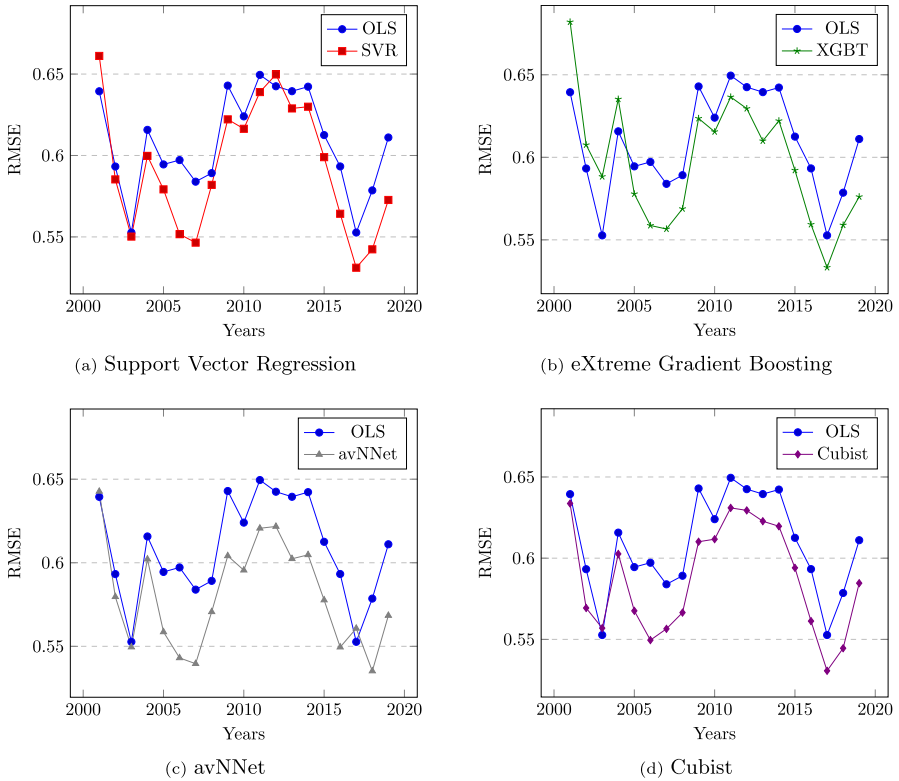 OLS
SVR
0.65
0.6
0.55
RMSE
2000 2005 2010 2015 2020
Years
(a) Support Vector Regression
OLS
XGBT
0.65
0.6
0.55
RMSE
2000 2005 2010 2015 2020
Years
(b) eXtreme Gradient Boosting
OLS
avNNet
0.65
0.6
0.55
RMSE
2000 2005 2010 2015 2020
Years
(c) avNNet
OLS
Cubist
0.65
0.6
0.55
RMSE
2000 2005 2010 2015 2020
Years
(d) Cubist